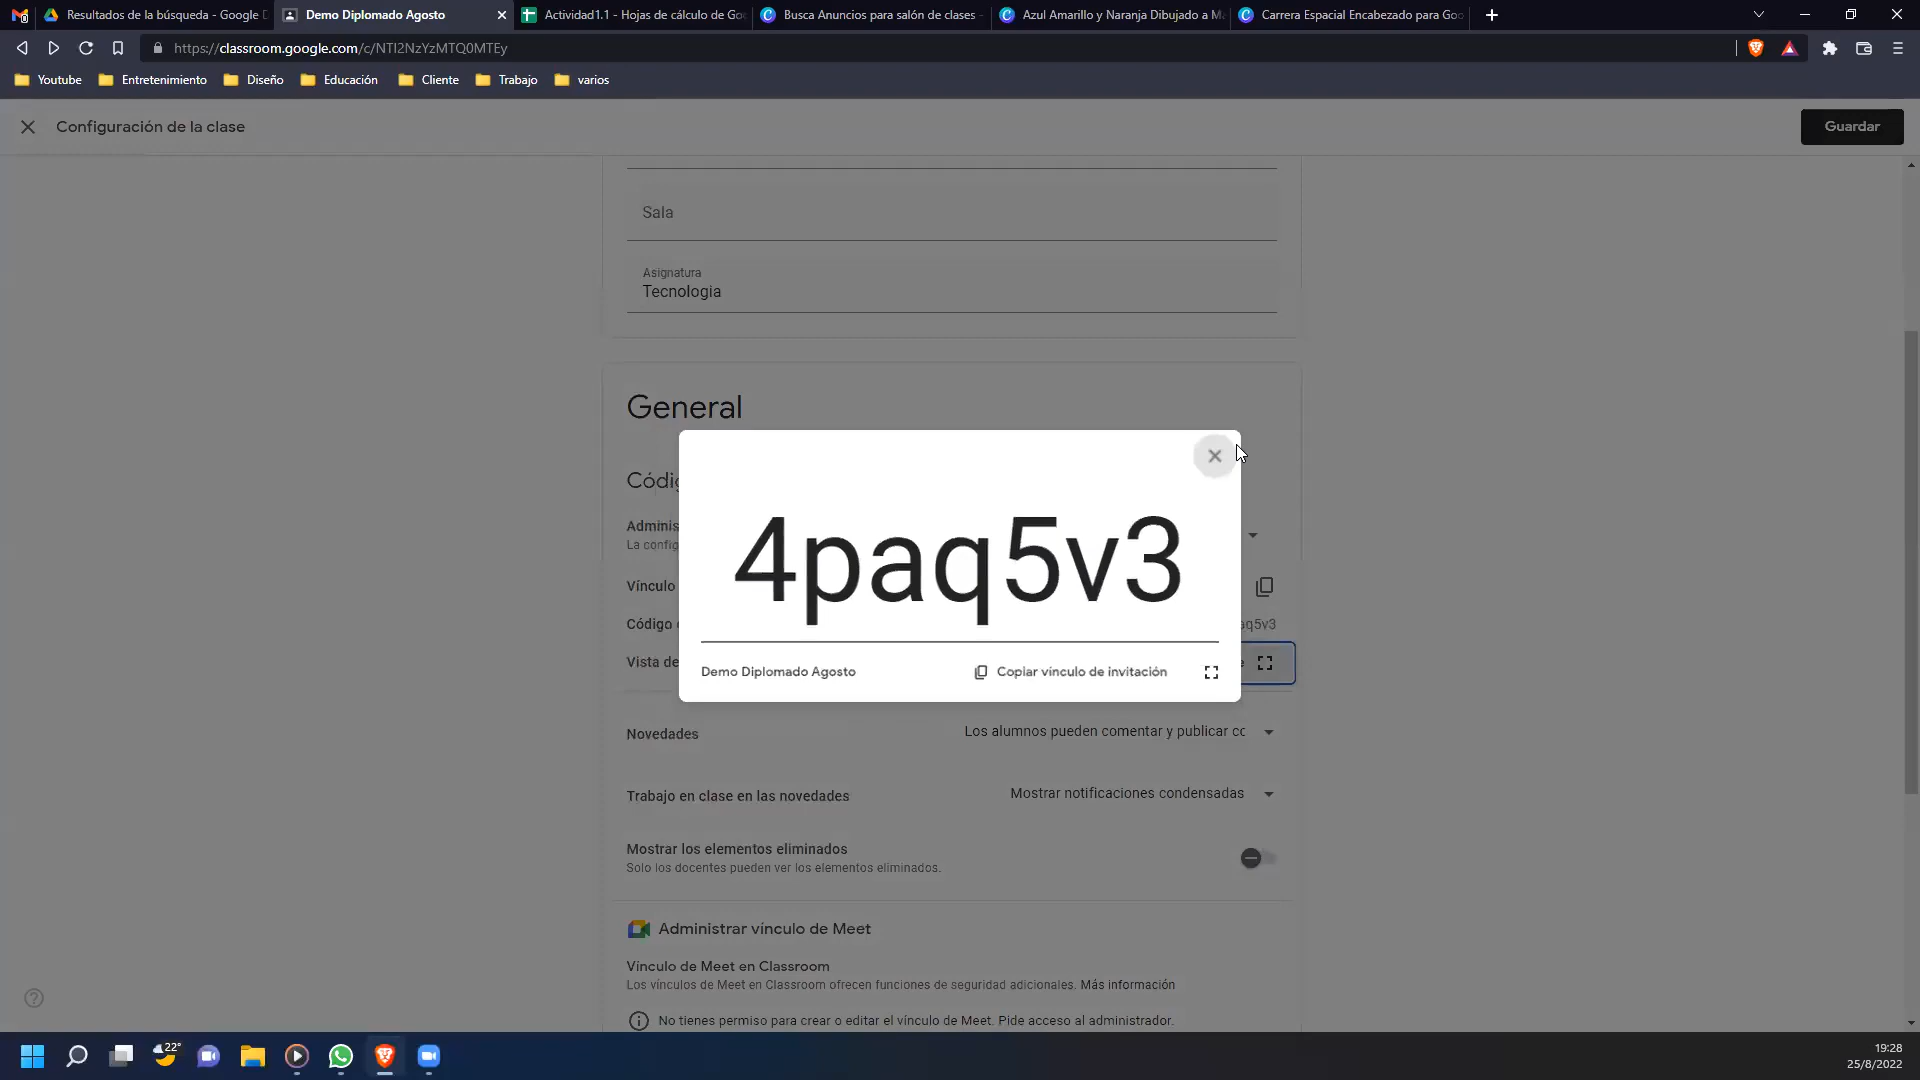 Resultados de la búsqueda - Google D
Demo Diplomado Agosto
Actividad1.1 - Hojas de cálculo de Go
Busca Anuncios para salón de clases -
Azul Amarillo y Naranja Dibujado a M
Carrera Espacial Encabezado para Goo
https://classroom.google.com/c/NTI2NzYzMTQ0MTEy
Youtube
Entretenimiento
Diseño
Educación
Cliente
Trabajo
varios
Configuración de la clase
Guardar
Sala
Asignatura
Tecnologia
General
Códig
Adminis
La config
Vínculo
Código
aq5v3
Vista de
4paq5v3
Demo Diplomado Agosto
Copiar vínculo de invitación
Novedades
Los alumnos pueden comentar y publicar cc
Trabajo en clase en las novedades
Mostrar notificaciones condensadas
Mostrar los elementos eliminados
Solo los docentes pueden ver los elementos eliminados.
Administrar vínculo de Meet
Vínculo de Meet en Classroom
Los vínculos de Meet en Classroom ofrecen funciones de seguridad adicionales. Más información
No tienes permiso para crear o editar el vínculo de Meet. Pide acceso al administrador.
22°
19:28
25/8/2022